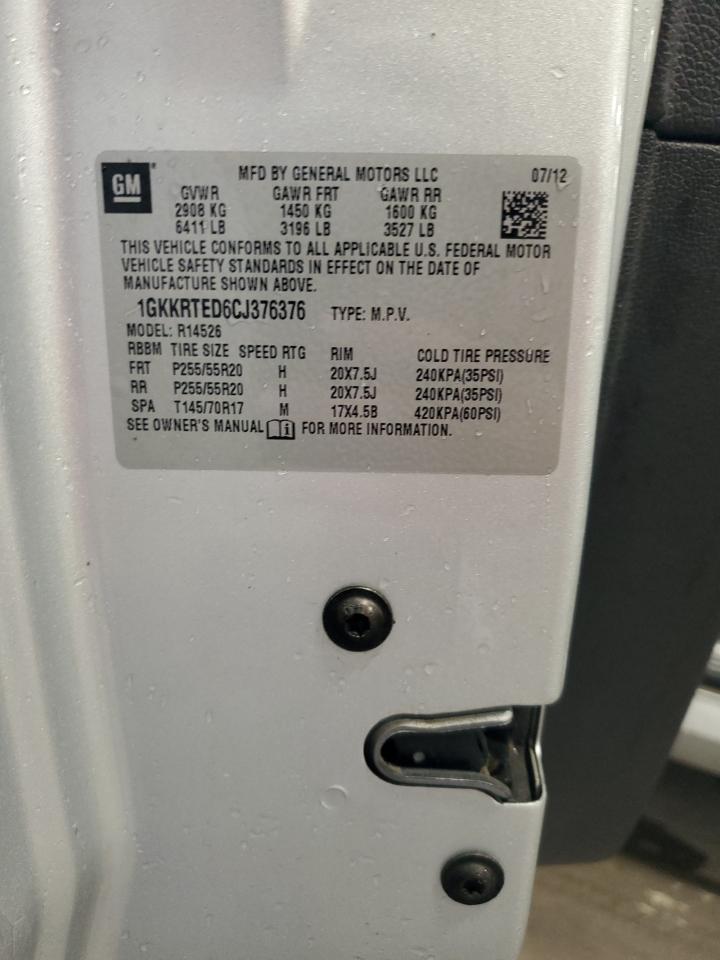 GM
MFD BY GENERAL MOTORS LLC 07/12
GVWR GAWR FRT GAWR RR
2908 KG 1450 KG 1600 KG
6411 LB 3196 LB 3527 LB
THIS VEHICLE CONFORMS TO ALL APPLICABLE U.S. FEDERAL MOTOR
VEHICLE SAFETY STANDARDS IN EFFECT ON THE DATE OF
MANUFACTURE SHOWN ABOVE.
1GKKRTED6CJ376376 TYPE: M.P.V.
MODEL: R14526
RBBM TIRE SIZE SPEED RTG RIM COLD TIRE PRESSURE
FRT P255/55R20 H 20X7.5J 240KPA(35PSI)
RR P255/55R20 H 20X7.5J 240KPA(35PSI)
SPA T145/70R17 M 17X4.5B 420KPA(60PSI)
SEE OWNER'S MANUAL FOR MORE INFORMATION.